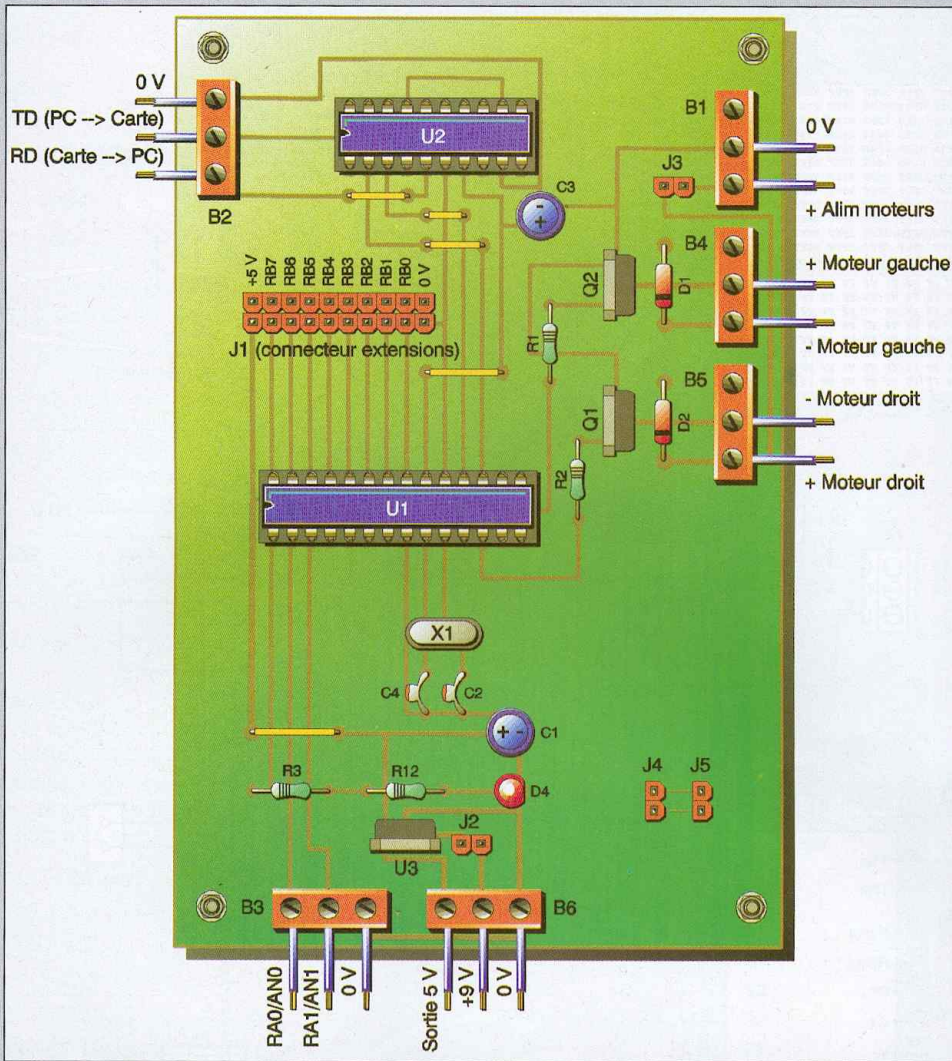 0 V
TD (PC --> Carte)
RD (Carte --> PC)
B2
U2
B1
0 V
J3
+ Alim moteurs
C3
B4
+ Moteur gauche
Q2
D1
- Moteur gauche
+5 V
RB7
RB6
RB5
RB4
RB3
RB2
RB1
RB0
0 V
J1 (connecteur extensions)
R1
B5
- Moteur droit
Q1
D2
+ Moteur droit
R2
U1
X1
C4
C2
C1
R3
R12
D4
J4
J5
J2
U3
B3
B6
RA0/AN0
RA1/AN1
0 V
Sortie 5 V
+9 V
0 V
+ -
-
+